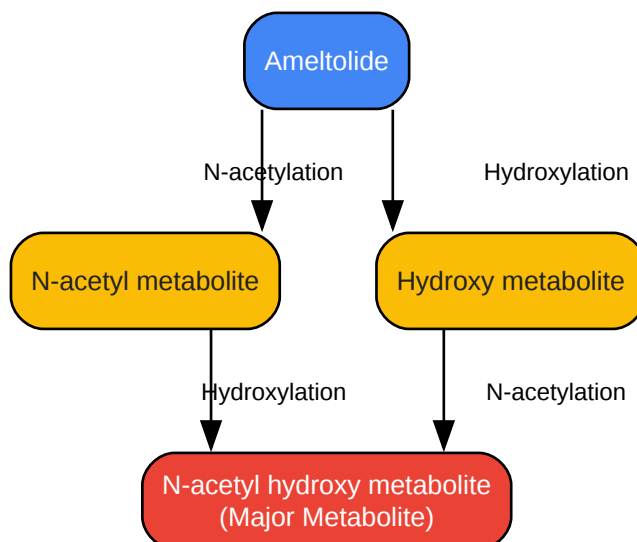 Ameltolide
N-acetylation
Hydroxylation
N-acetyl metabolite
Hydroxy metabolite
Hydroxylation
N-acetylation
N-acetyl hydroxy metabolite
(Major Metabolite)